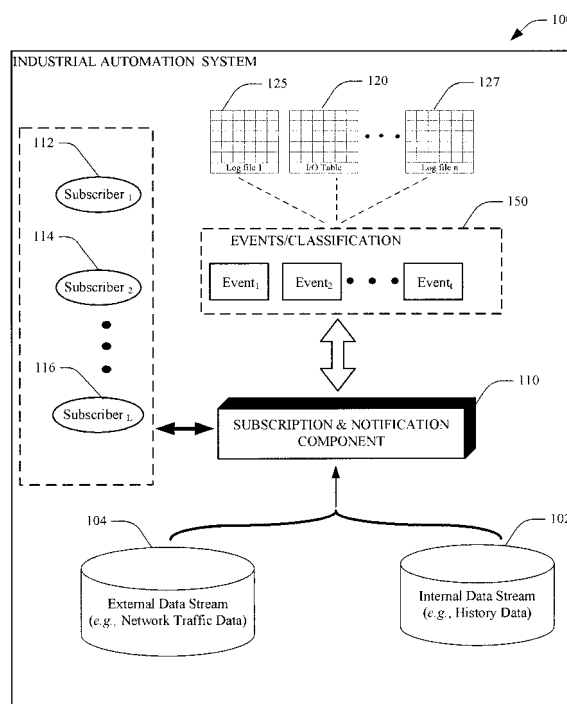 100
INDUSTRIAL AUTOMATION SYSTEM
125
120
127
Log file 1
I/O Table
Log file n
112
Subscriber 1
150
EVENTS/CLASSIFICATION
114
Event1
Event2
Eventt
Subscriber 2
116
110
Subscriber L
SUBSCRIPTION & NOTIFICATION
COMPONENT
104
102
External Data Stream
(e.g., Network Traffic Data)
Internal Data Stream
(e.g., History Data)